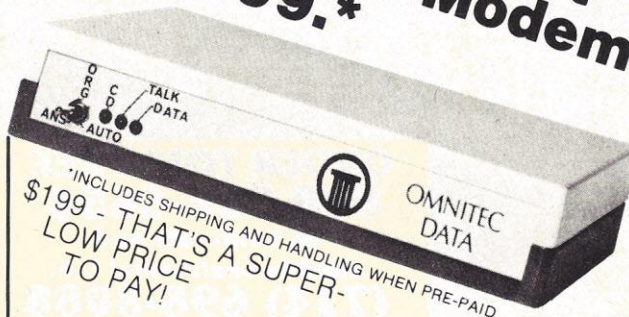 9.*
Modem
ORG
CD
TALK
DATA
ANS
AUTO
OMNITEC
DATA
*INCLUDES SHIPPING AND HANDLING WHEN PRE-PAID
$199 - THAT'S A SUPER-
LOW PRICE
TO PAY!